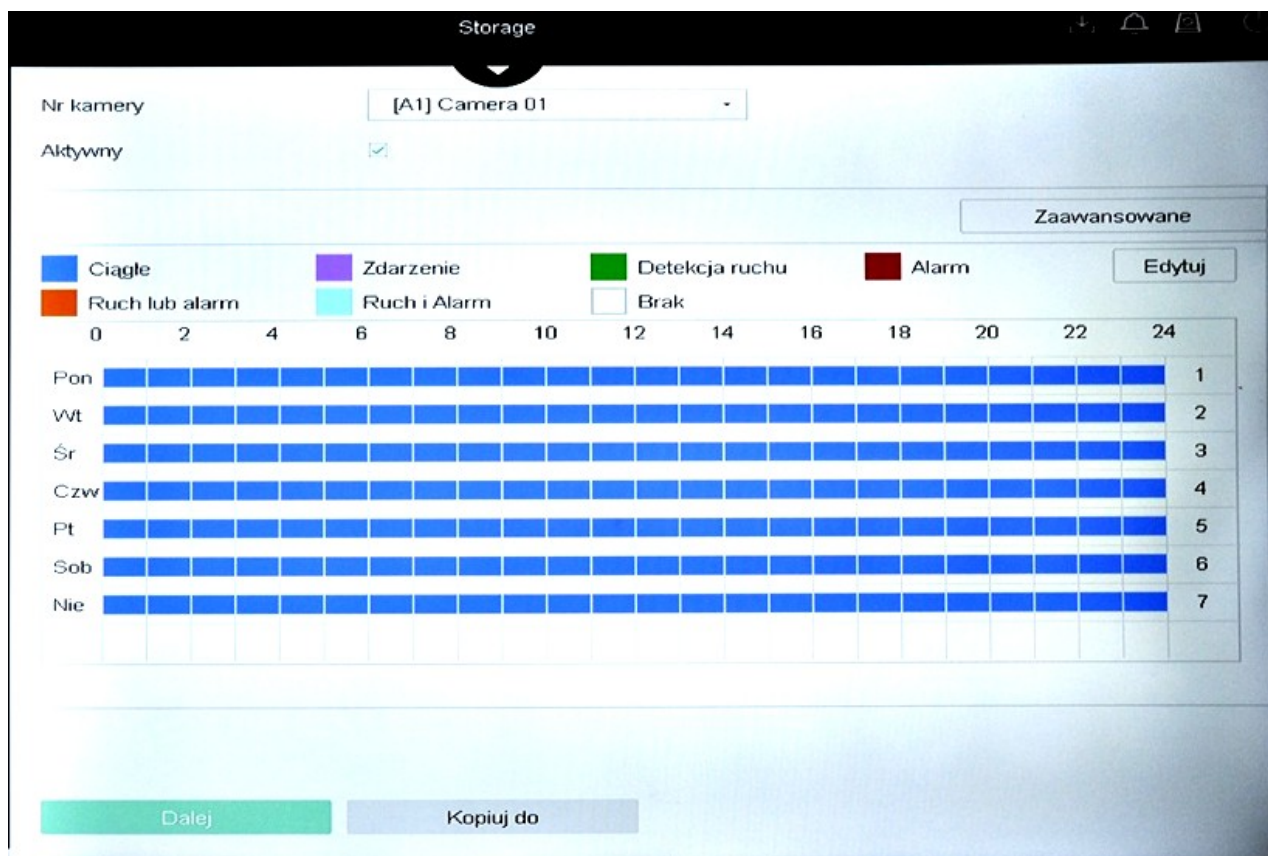 Storage
Nr kamery [A1] Camera 01
Aktywny
Zaawansowane
Ciągłe Zdarzenie Detekcja ruchu Alarm Edytuj
Ruch lub alarm Ruch i Alarm Brak
0 2 4 6 8 10 12 14 16 18 20 22 24
Pon 1
Wt 2
Śr 3
Czw 4
Pt 5
Sob 6
Nie 7
Dalej Kopiuj do